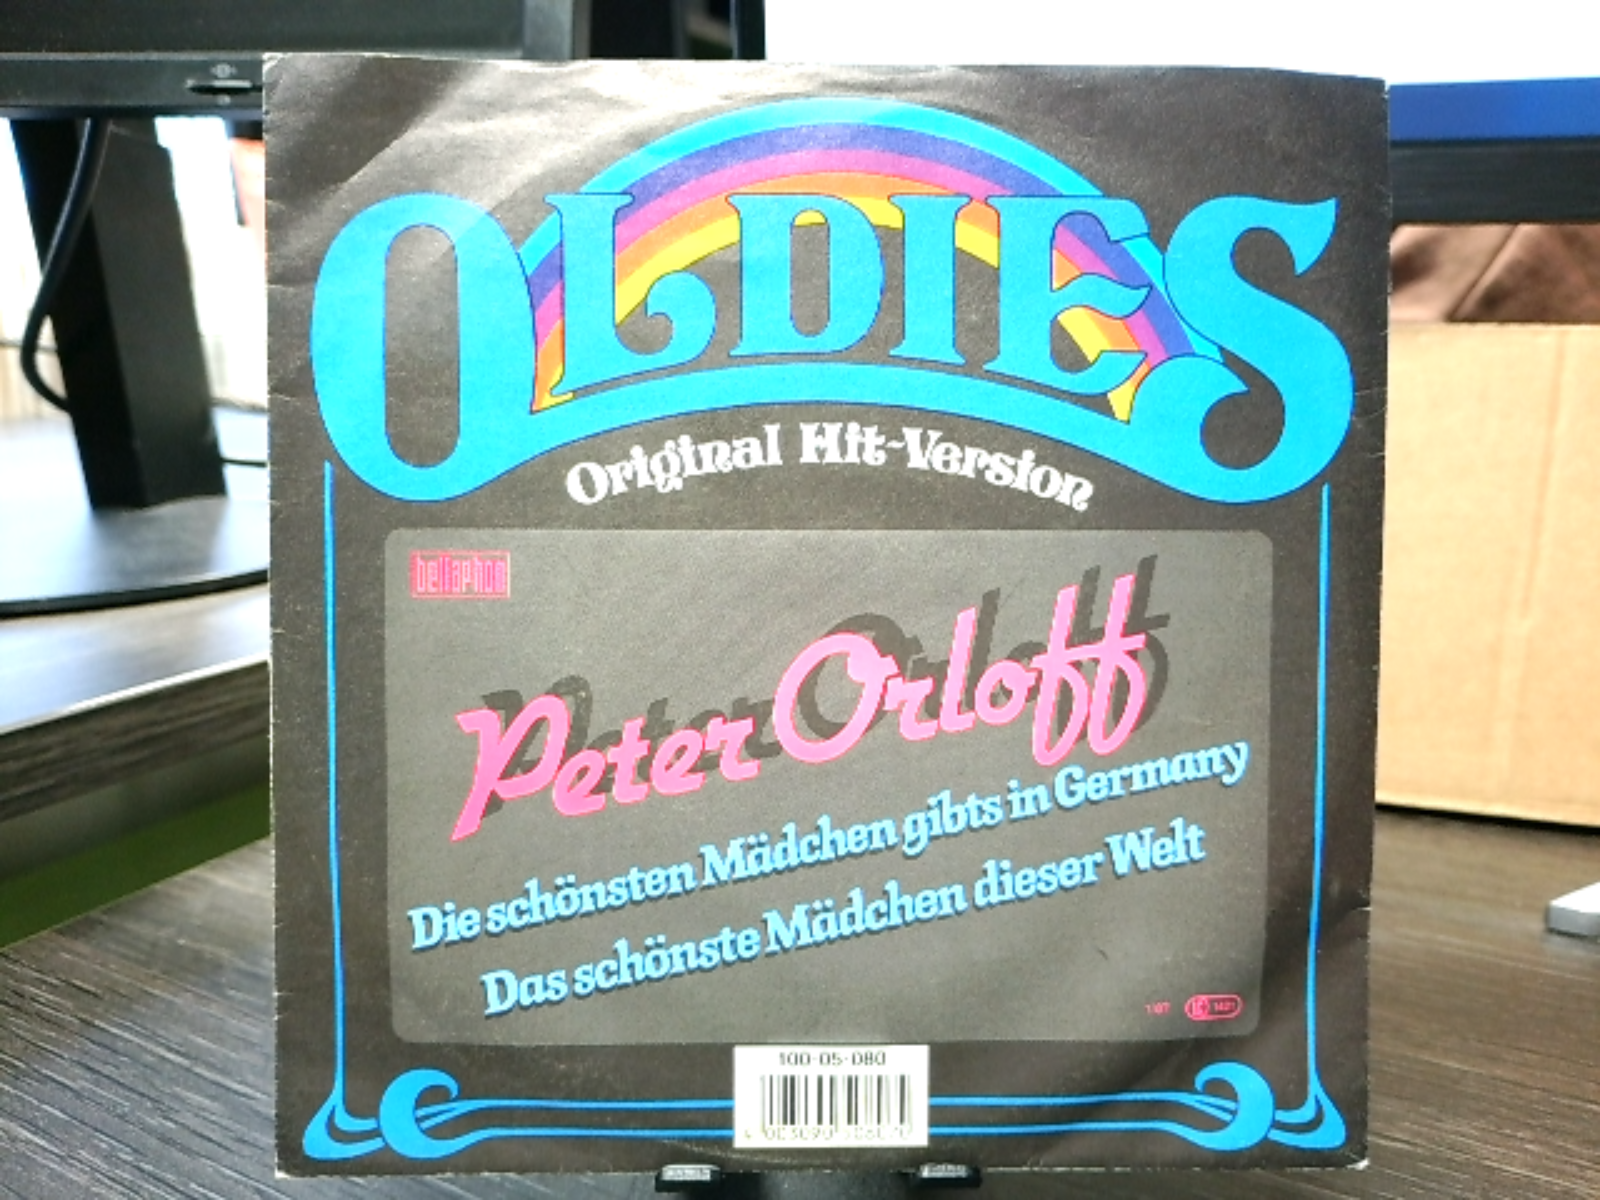 OLDIES
Original Hit-Version
bellaphon
Peter Orloff
Die schönsten Mädchen gibts in Germany
Das schönste Mädchen dieser Welt
100-05-080